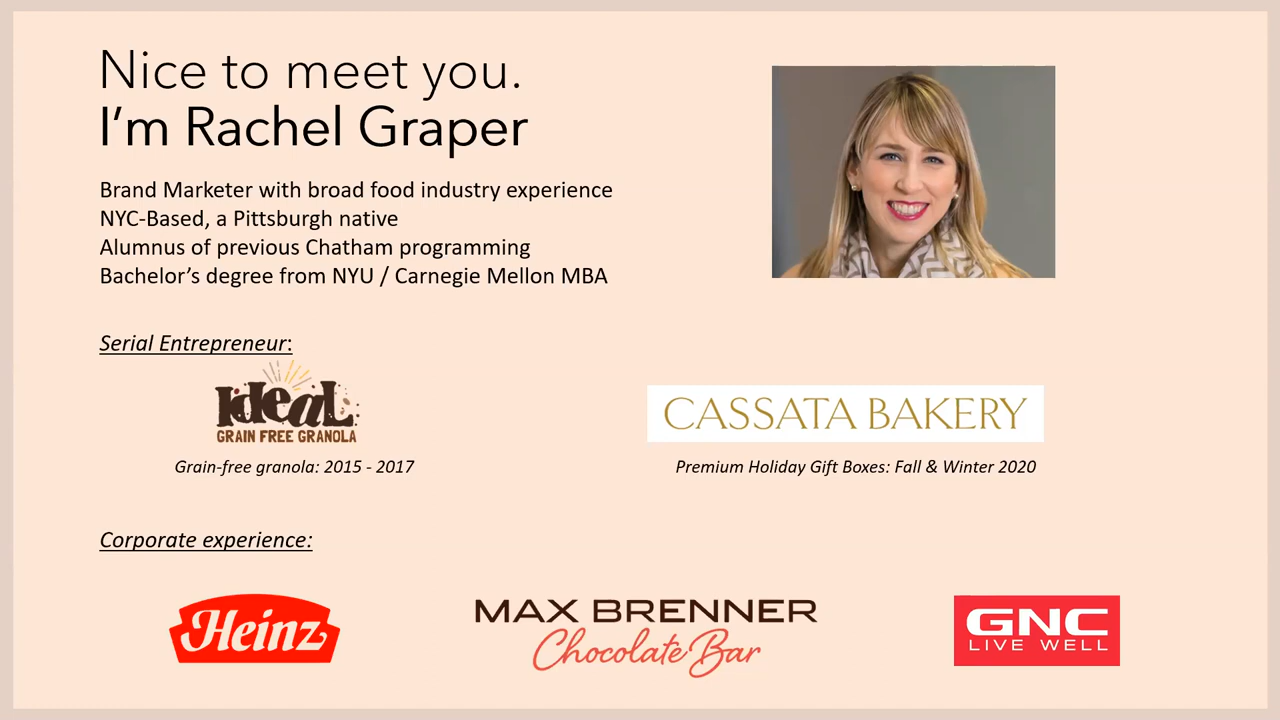 Nice to meet you.
I'm Rachel Graper
Brand Marketer with broad food industry experience
NYC-Based, a Pittsburgh native
Alumnus of previous Chatham programming
Bachelor's degree from NYU / Carnegie Mellon MBA
Serial Entrepreneur:
Ideal
GRAIN FREE GRANOLA
CASSATA BAKERY
Grain-free granola: 2015 - 2017
Premium Holiday Gift Boxes: Fall & Winter 2020
Corporate experience:
Heinz
MAX BRENNER
Chocolate Bar
GNC
LIVE WELL